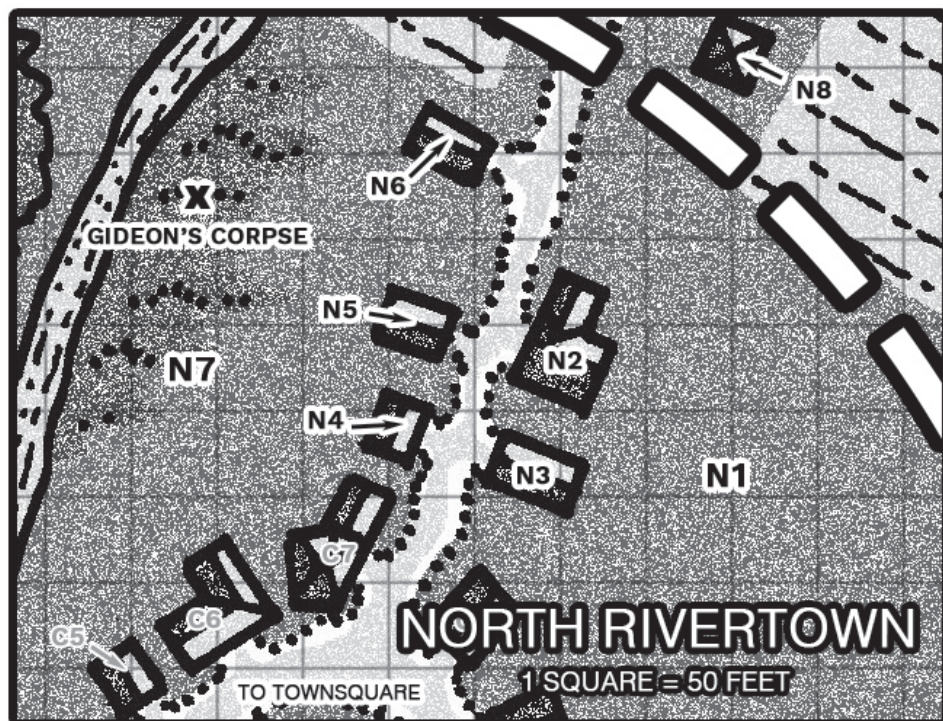 N8
N6
X
GIDEON'S CORPSE
N5
N2
N7
N4
N3
N1
C7
C6
C5
NORTH RIVERTOWN
1 SQUARE = 50 FEET
TO TOWNSQUARE